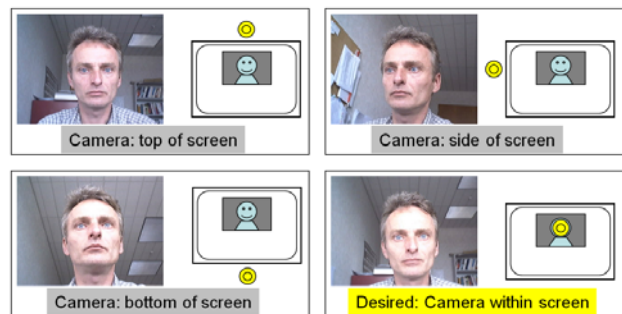 Camera: top of screen
Camera: side of screen
Camera: bottom of screen
Desired: Camera within screen